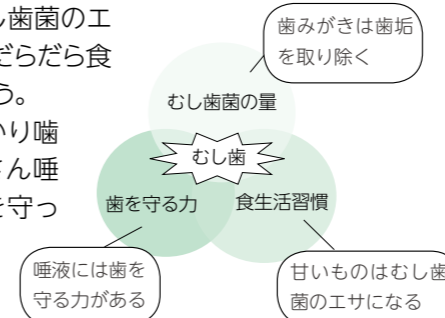 し歯菌のエ
だらだら食
う。
かり噛
さん唾
を守っ
歯みがきは歯垢
を取り除く
むし歯菌の量
むし歯
歯を守る力
食生活習慣
唾液には歯を
守る力がある
甘いものはむし歯
菌のエサになる